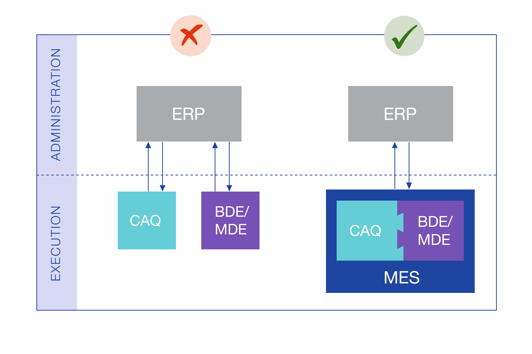 ADMINISTRATION
ERP
ERP
EXECUTION
CAQ
BDE/
MDE
CAQ
BDE/
MDE
MES